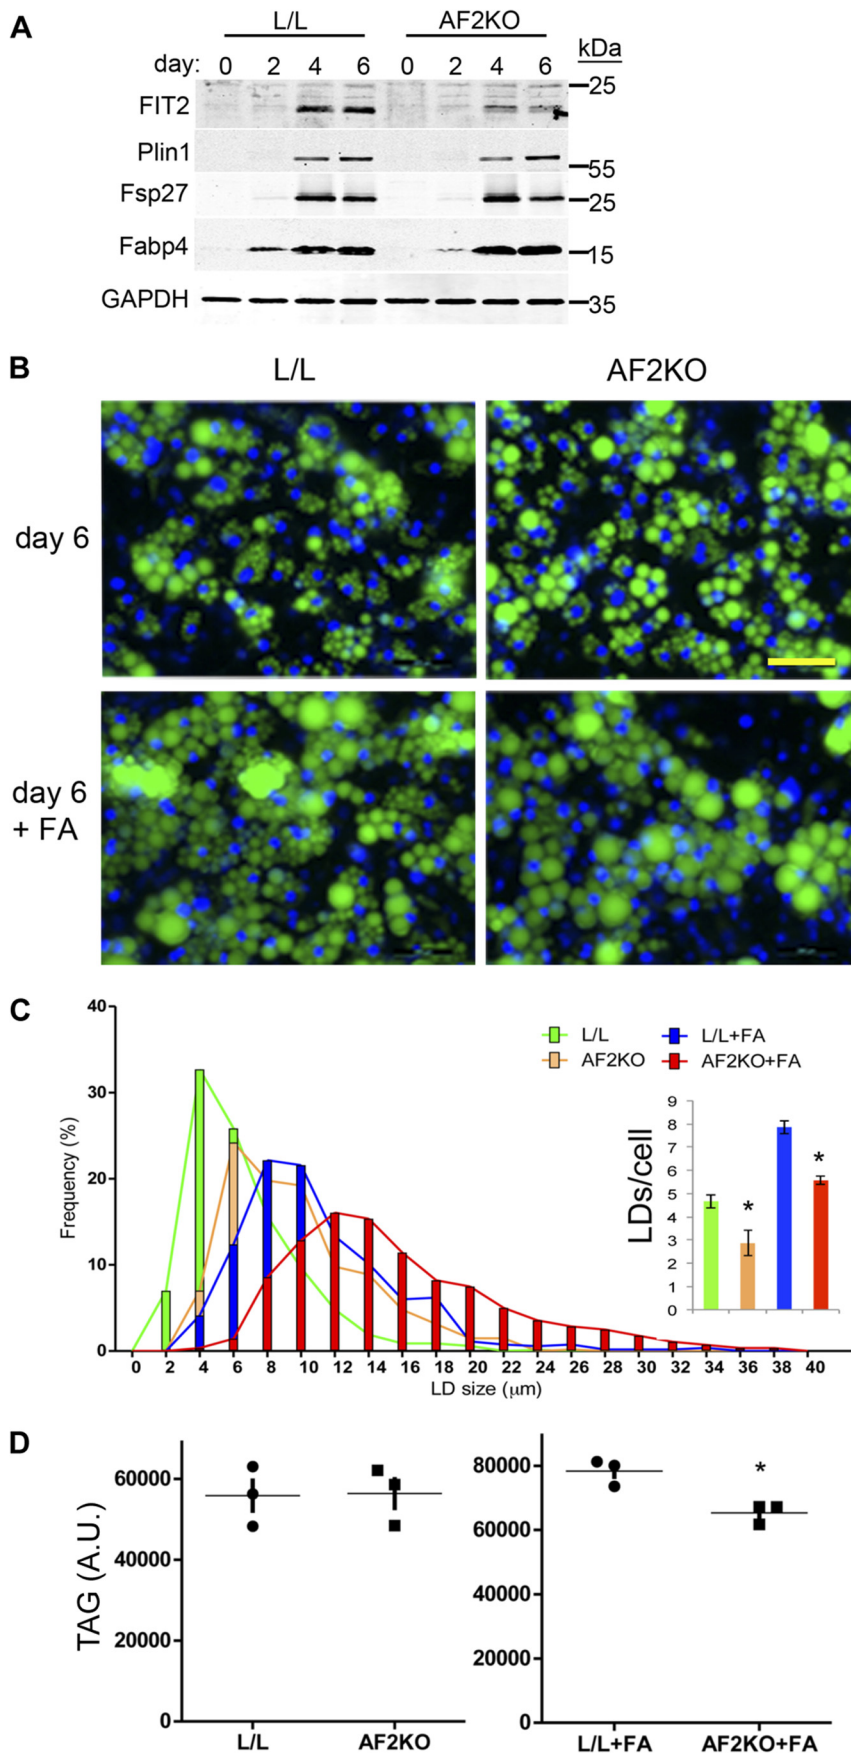 A
L/L AF2KO
kDa
day: 0 2 4 6 0 2 4 6
25
FIT2
Plin1
55
Fsp27
25
Fabp4
15
GAPDH
35
B
L/L AF2KO
day 6
day 6
+ FA
C
40
30
20
10
0
Frequency (%)
L/L L/L+FA
AF2KO AF2KO+FA
9
8
7
6
5
4
3
2
1
0
LDs/cell
*
*
0 2 4 6 8 10 12 14 16 18 20 22 24 26 28 30 32 34 36 38 40
LD size (μm)
D
TAG (A.U.)
60000
40000
20000
0
L/L AF2KO
80000
60000
40000
20000
0
*
L/L+FA AF2KO+FA